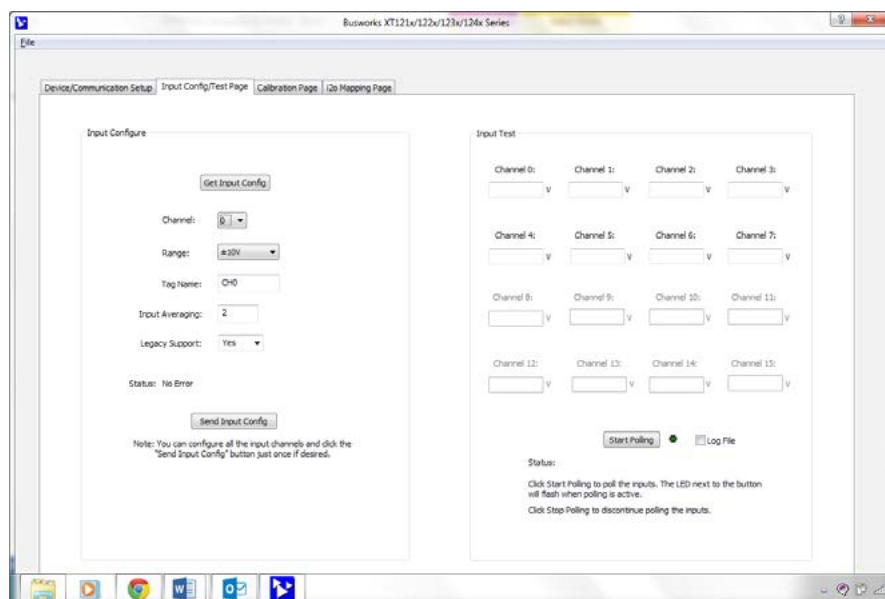 Busworks XT121x/122x/123x/124x Series
File
Device/Communication Setup
Input Config/Test Page
Calibration Page
i2o Mapping Page
Input Configure
Get Input Config
Channel: 0
Range: ±10V
Tag Name: CH0
Input Averaging: 2
Legacy Support: Yes
Status: No Error
Send Input Config
Note: You can configure all the input channels and click the
"Send Input Config" button just once if desired.
Input Test
Channel 0: Channel 1: Channel 2: Channel 3:
V V V V
Channel 4: Channel 5: Channel 6: Channel 7:
V V V V
Channel 8: Channel 9: Channel 10: Channel 11:
V V V V
Channel 12: Channel 13: Channel 14: Channel 15:
V V V V
Start Polling Log File
Status:
Click Start Polling to poll the inputs. The LED next to the button
will flash when polling is active.
Click Stop Polling to discontinue polling the inputs.